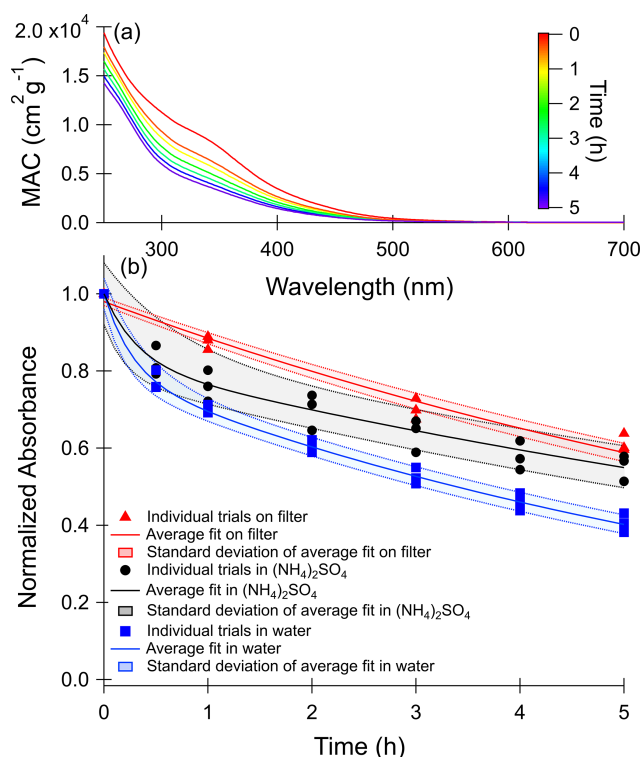 (a)
2.0 ×10⁴
1.5
1.0
0.5
0.0
MAC (cm² g⁻¹)
0
1
2
3
4
5
Time (h)
300
400
500
600
700
Wavelength (nm)
(b)
1.0
0.8
0.6
0.4
0.2
0.0
Normalized Absorbance
Individual trials on filter
Average fit on filter
Standard deviation of average fit on filter
Individual trials in (NH₄)₂SO₄
Average fit in (NH₄)₂SO₄
Standard deviation of average fit in (NH₄)₂SO₄
Individual trials in water
Average fit in water
Standard deviation of average fit in water
0
1
2
3
4
5
Time (h)